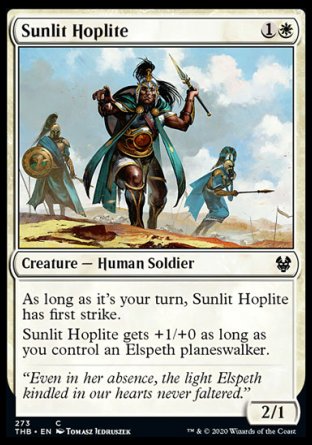 Sunlit Hoplite 1
Creature — Human Soldier
As long as it's your turn, Sunlit Hoplite
has first strike.
Sunlit Hoplite gets +1/+0 as long as
you control an Elspeth planeswalker.
"Even in her absence, the light Elspeth
kindled in our hearts never faltered."
2/1
273 C
THB • EN TOMASZ JEDRUSZEK
™ & © 2020 Wizards of the Coast